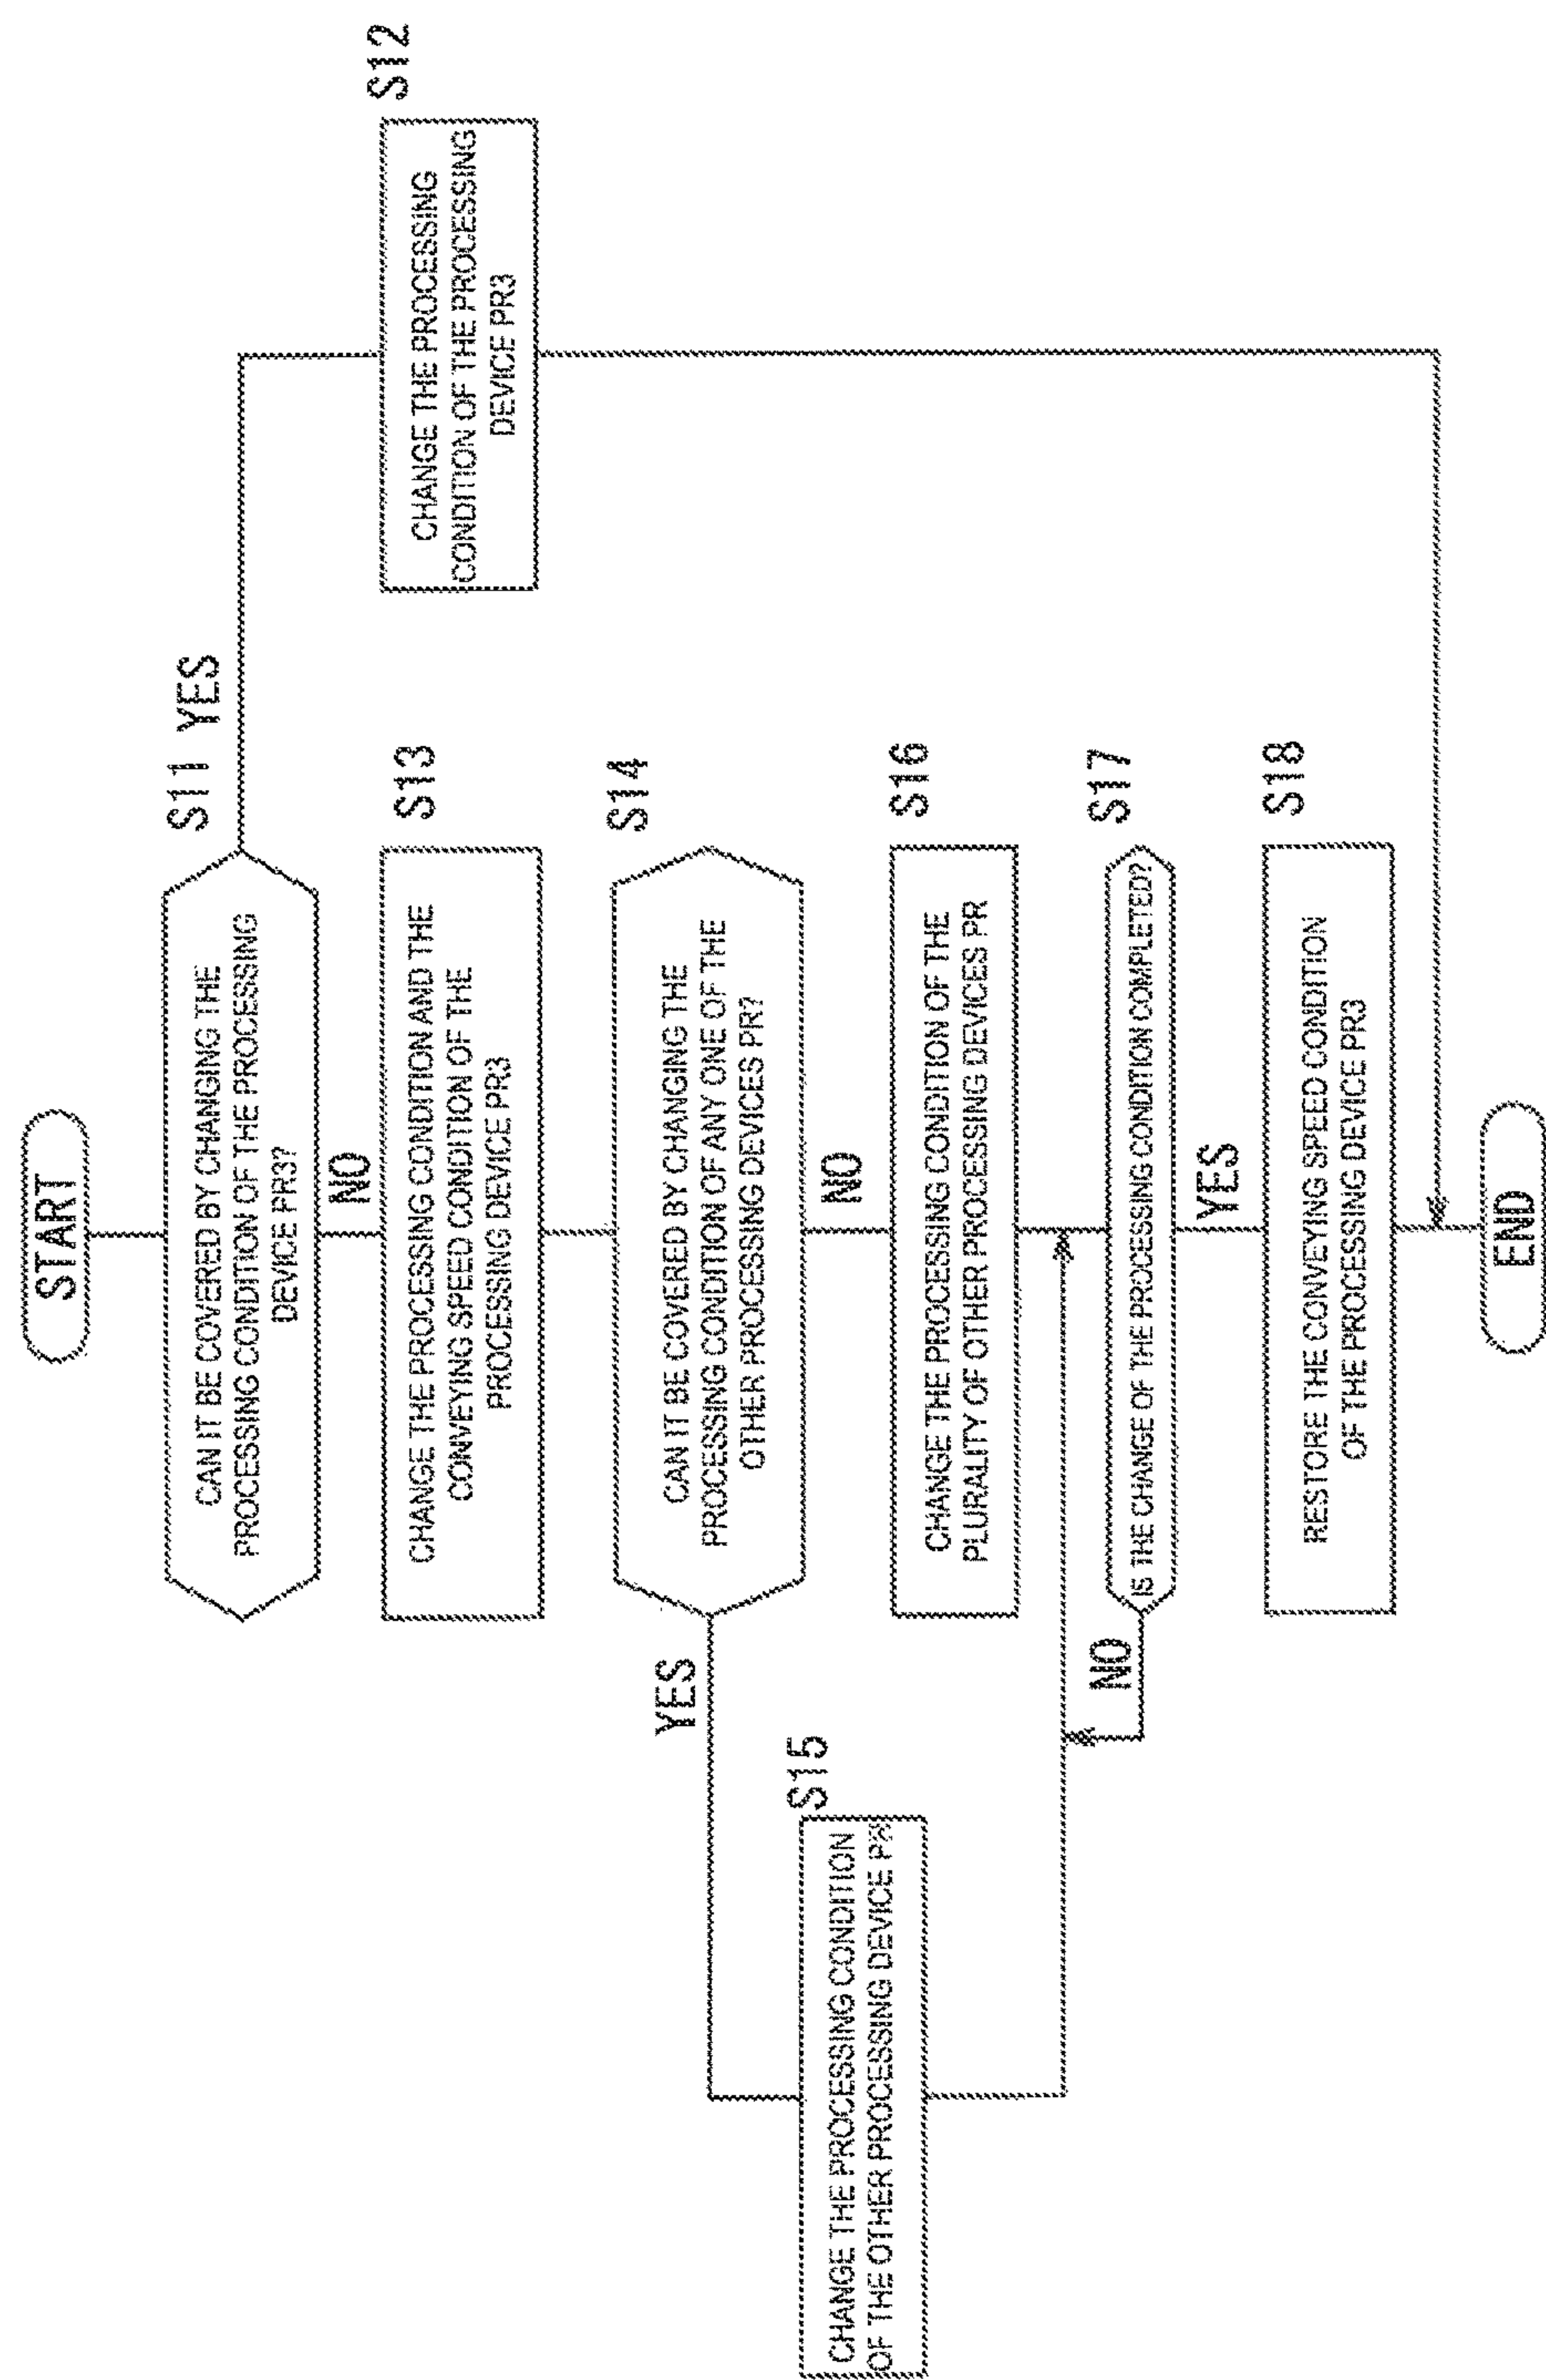 START
S11 YES
CAN IT BE COVERED BY CHANGING THE
PROCESSING CONDITION OF THE PROCESSING
DEVICE PR3?
NO
S12
CHANGE THE PROCESSING
CONDITION OF THE PROCESSING
DEVICE PR3
S13
CHANGE THE PROCESSING CONDITION AND THE
CONVEYING SPEED CONDITION OF THE
PROCESSING DEVICE PR3
S14
CAN IT BE COVERED BY CHANGING THE
PROCESSING CONDITION OF ANY ONE OF THE
OTHER PROCESSING DEVICES PR?
YES
NO
S15
CHANGE THE PROCESSING CONDITION
OF THE OTHER PROCESSING DEVICE PR
S16
CHANGE THE PROCESSING CONDITION OF THE
PLURALITY OF OTHER PROCESSING DEVICES PR
S17
IS THE CHANGE OF THE PROCESSING CONDITION COMPLETED?
NO
YES
S18
RESTORE THE CONVEYING SPEED CONDITION
OF THE PROCESSING DEVICE PR3
END